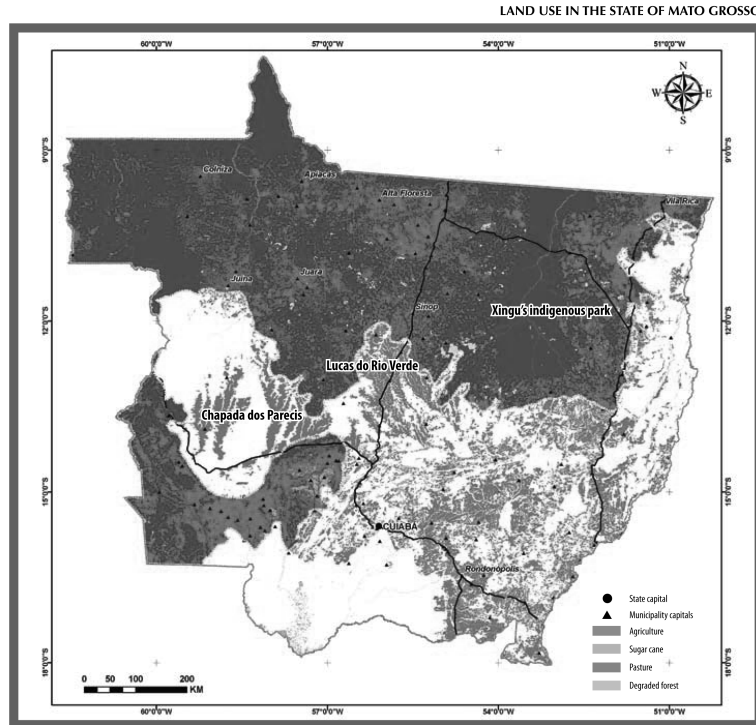 LAND USE IN THE STATE OF MATO GROSSO
60°0'0"W 57°0'0"W 54°0'0"W 51°0'0"W
N
W E
S
9°0'0"S 9°0'0"S
Colniza
Apiacás
Alta Floresta
Vila Rica
Juína
Juara
Sinop
12°0'0"S 12°0'0"S
Xingu's indigenous park
Lucas do Rio Verde
Chapada dos Parecis
15°0'0"S 15°0'0"S
CUIABÁ
Rondonópolis
State capital
Municipality capitals
Agriculture
Sugar cane
Pasture
Degraded forest
18°0'0"S 18°0'0"S
0 50 100 200
KM
60°0'0"W 57°0'0"W 54°0'0"W 51°0'0"W